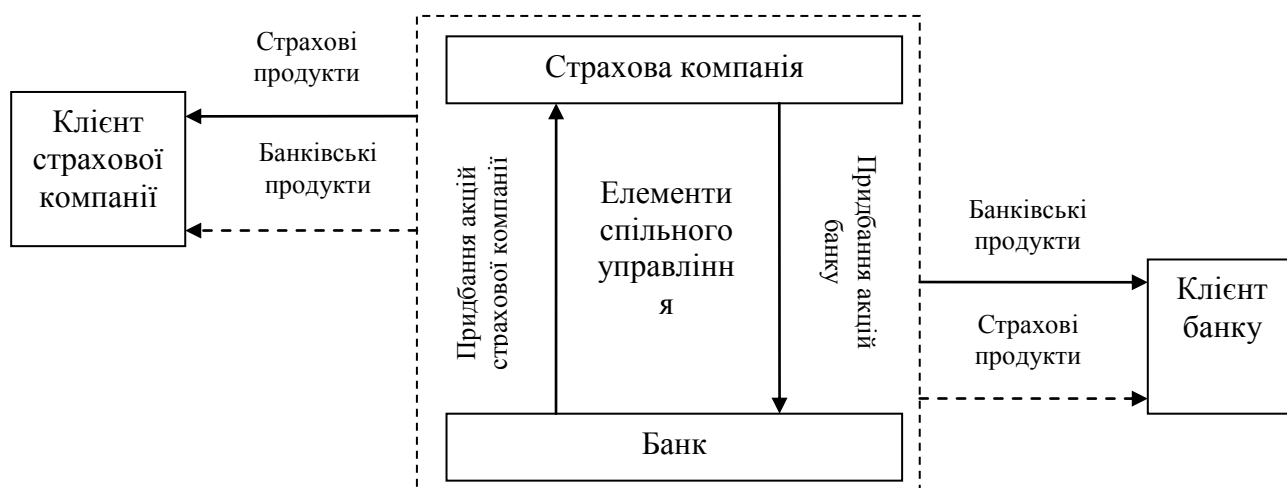 Страхові
продукти
Клієнт
страхової
компанії
Банківські
продукти
Страхова компанія
Придбання акцій
страхової компанії
Елементи
спільного
управлінн
я
Придбання акцій
банку
Банк
Банківські
продукти
Клієнт
банку
Страхові
продукти